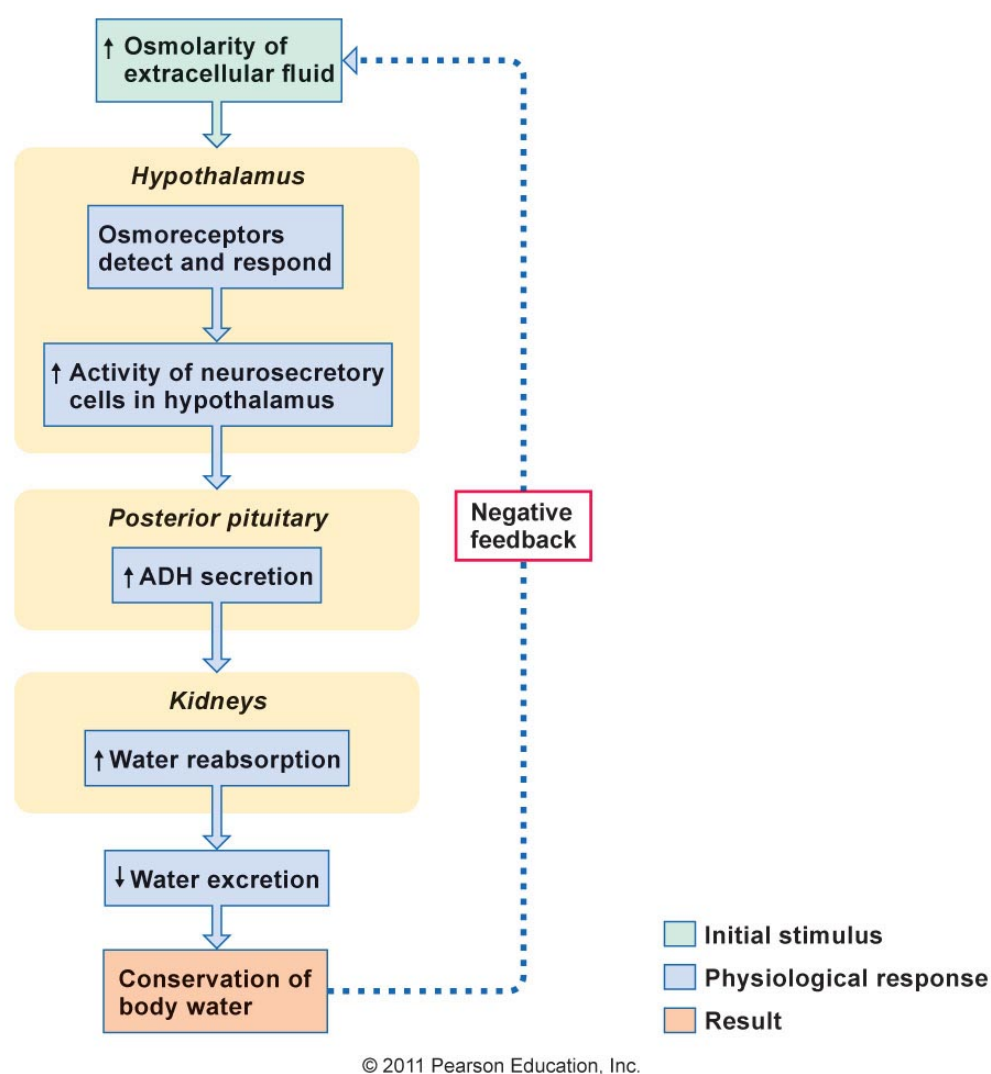 ↑ Osmolarity of
extracellular fluid
Hypothalamus
Osmoreceptors
detect and respond
↑ Activity of neurosecretory
cells in hypothalamus
Posterior pituitary
↑ ADH secretion
Kidneys
↑ Water reabsorption
↓ Water excretion
Conservation of
body water
Negative
feedback
Initial stimulus
Physiological response
Result
© 2011 Pearson Education, Inc.